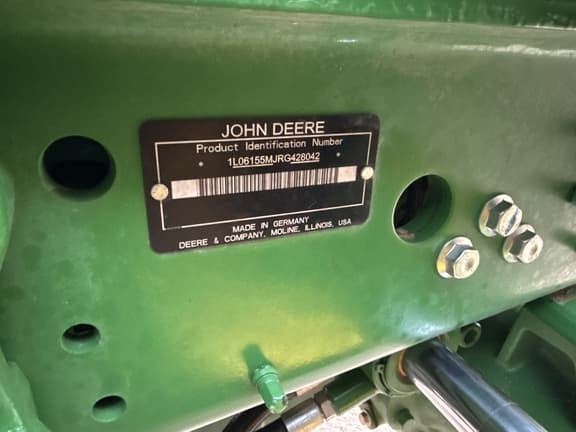 JOHN DEERE
Product Identification Number
* 1L06155MJRG428042 *
MADE IN GERMANY
DEERE & COMPANY, MOLINE, ILLINOIS, USA